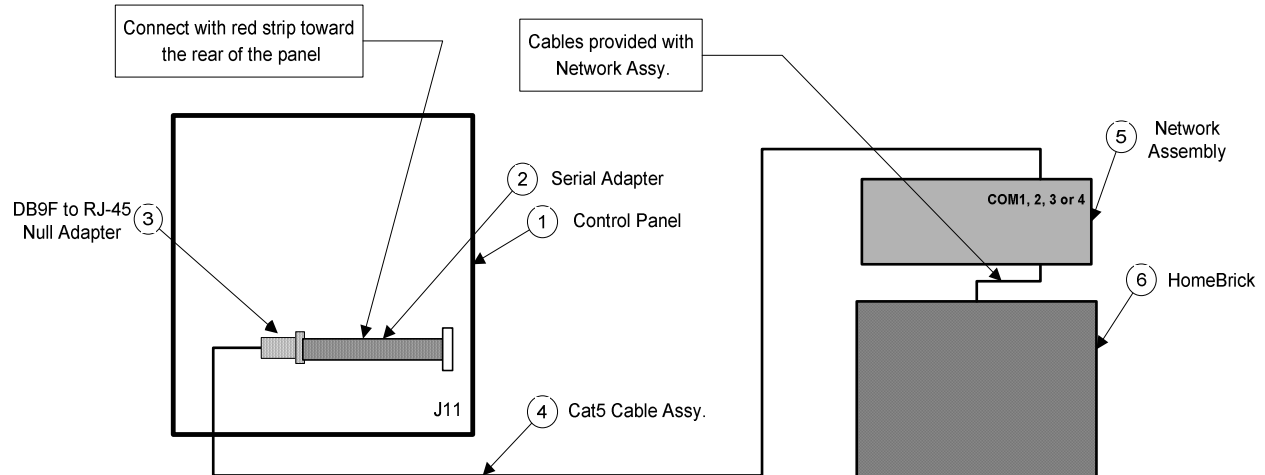 Connect with red strip toward
the rear of the panel
Cables provided with
Network Assy.
5
Network
Assembly
COM1, 2, 3 or 4
2
Serial Adapter
DB9F to RJ-45
Null Adapter
3
1
Control Panel
6
HomeBrick
J11
4
Cat5 Cable Assy.